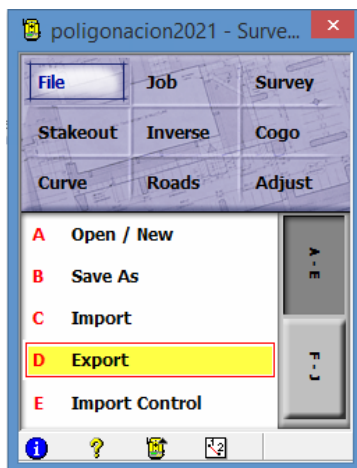 poligonacion2021 - Surve...
File Job Survey
Stakeout Inverse Cogo
Curve Roads Adjust
A Open / New
B Save As
C Import
D Export
E Import Control
A - E
F - J